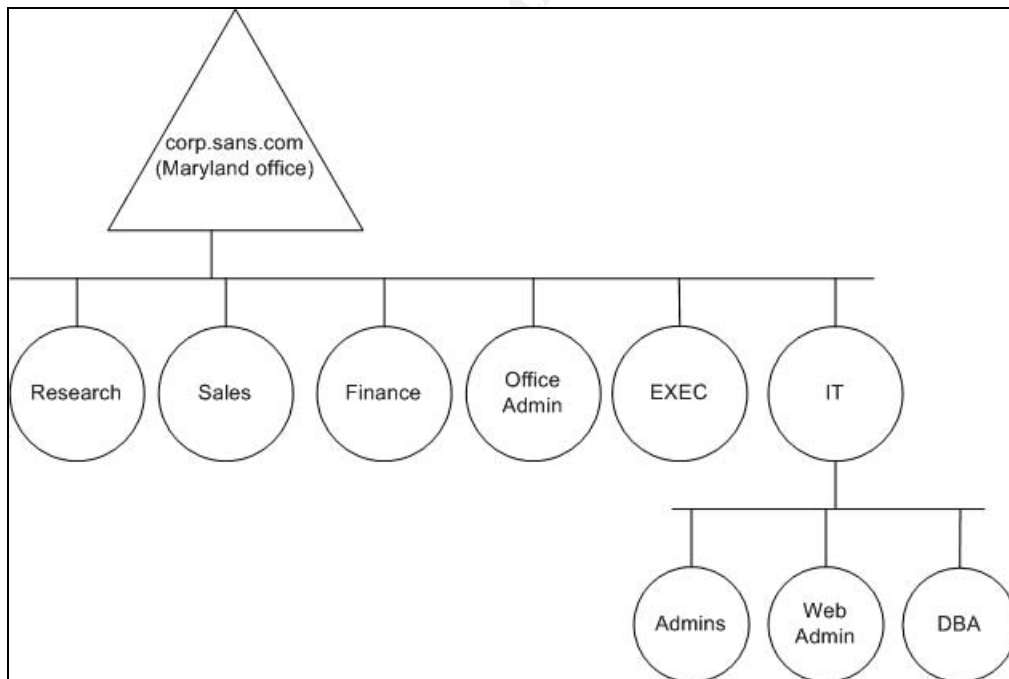 corp.sans.com
(Maryland office)
Research
Sales
Finance
Office
Admin
EXEC
IT
Admins
Web
Admin
DBA